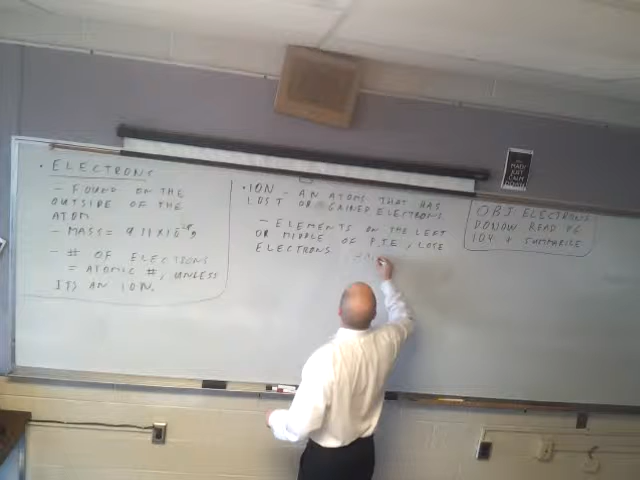 • ELECTRONS
- FOUND ON THE
OUTSIDE OF THE
ATOM
- MASS = 9.11X10⁻²⁸g
- # OF ELECTRONS
= ATOMIC #, UNLESS
ITS AN ION.
• ION - AN ATOM THAT HAS
LOST OR GAINED ELECTRONS
- ELEMENTS ON THE LEFT
OR MIDDLE OF P.T.E, LOSE
ELECTRONS
OBJ ELECTRONS
DONOW READ PG
104 + SUMMARIZE